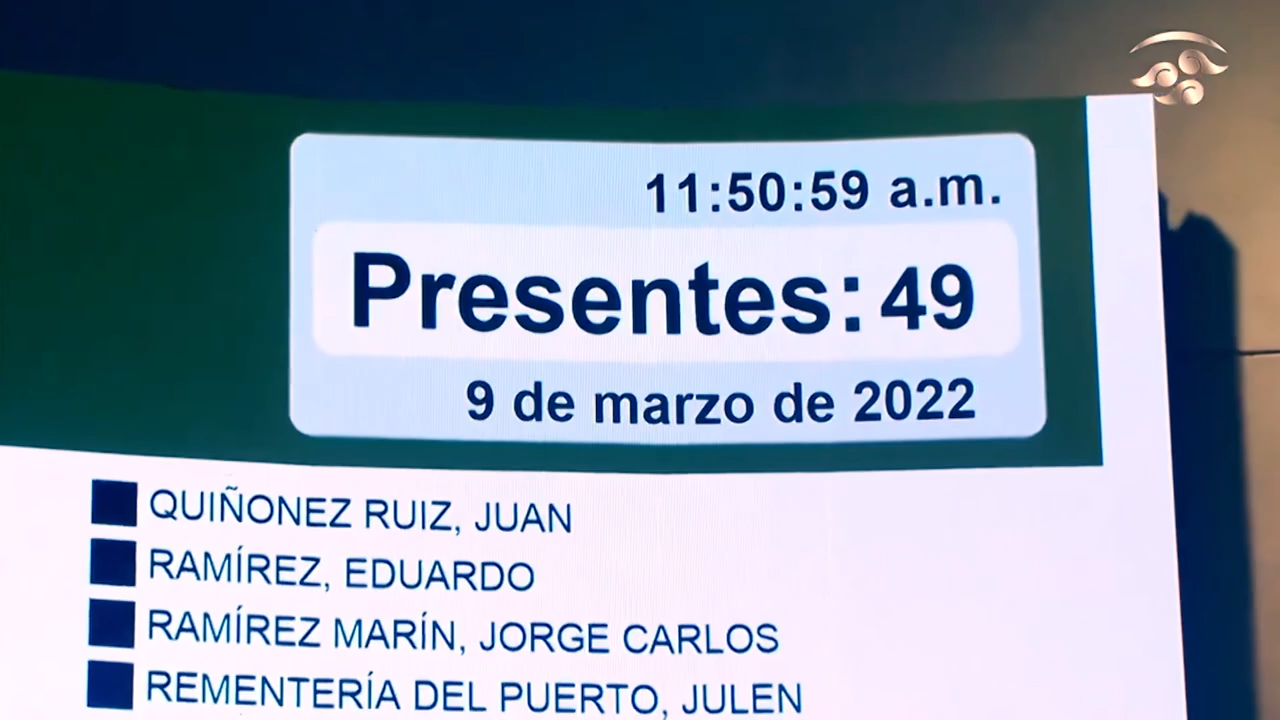 11:50:59 a.m.
Presentes: 49
9 de marzo de 2022
QUIÑONEZ RUIZ, JUAN
RAMÍREZ, EDUARDO
RAMÍREZ MARÍN, JORGE CARLOS
REMENTERÍA DEL PUERTO, JULEN